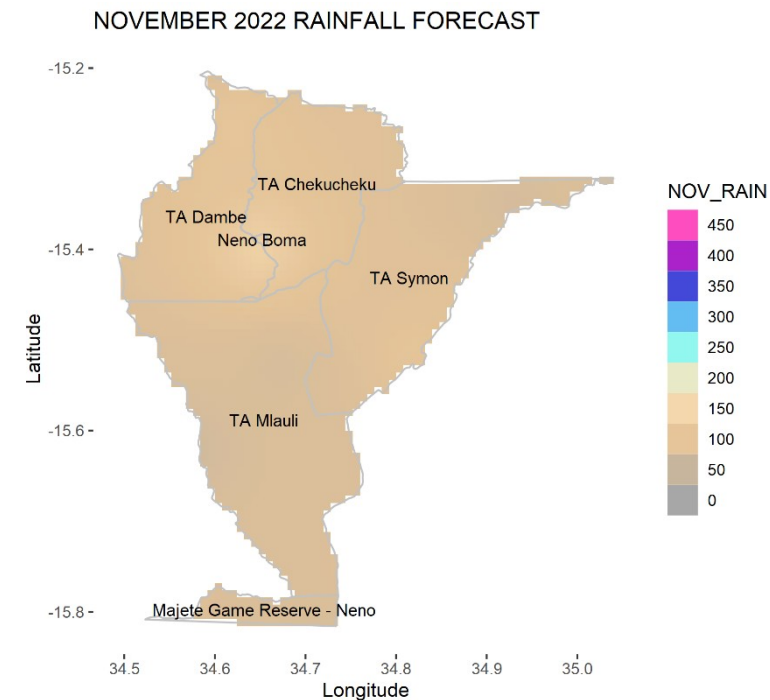 NOVEMBER 2022 RAINFALL FORECAST
-15.2
-15.4
-15.6
-15.8
Latitude
TA Chekucheku
TA Dambe
Neno Boma
TA Symon
TA Mlauli
Majete Game Reserve - Neno
34.5 34.6 34.7 34.8 34.9 35.0
Longitude
NOV_RAIN
450
400
350
300
250
200
150
100
50
0